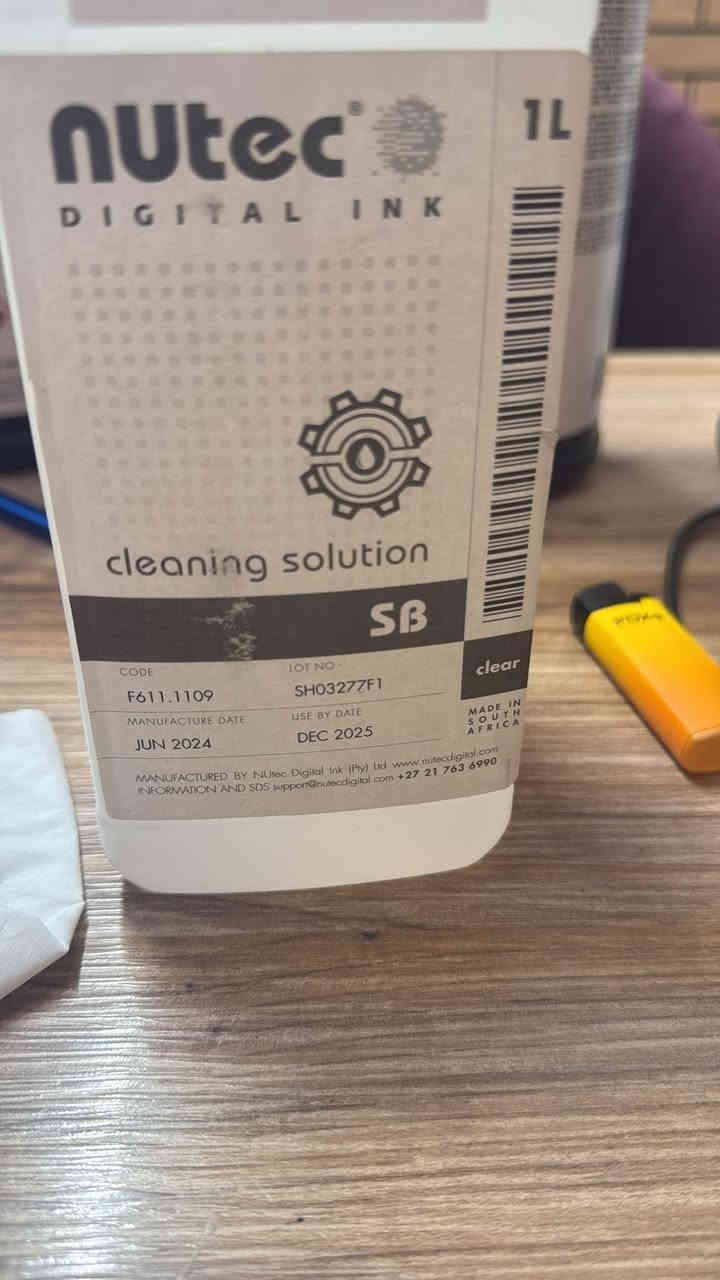 nutec®
DIGITAL INK
1L
cleaning solution
SB
clear
CODE
F611.1109
LOT NO -
SH03277F1
MANUFACTURE DATE
JUN 2024
USE BY DATE
DEC 2025
MADE IN
SOUTH
AFRICA
MANUFACTURED BY NUtec Digital Ink (Pty) Ltd www.nutecdigital.com
INFORMATION AND SDS support@nutecdigital.com +27 21 763 6990